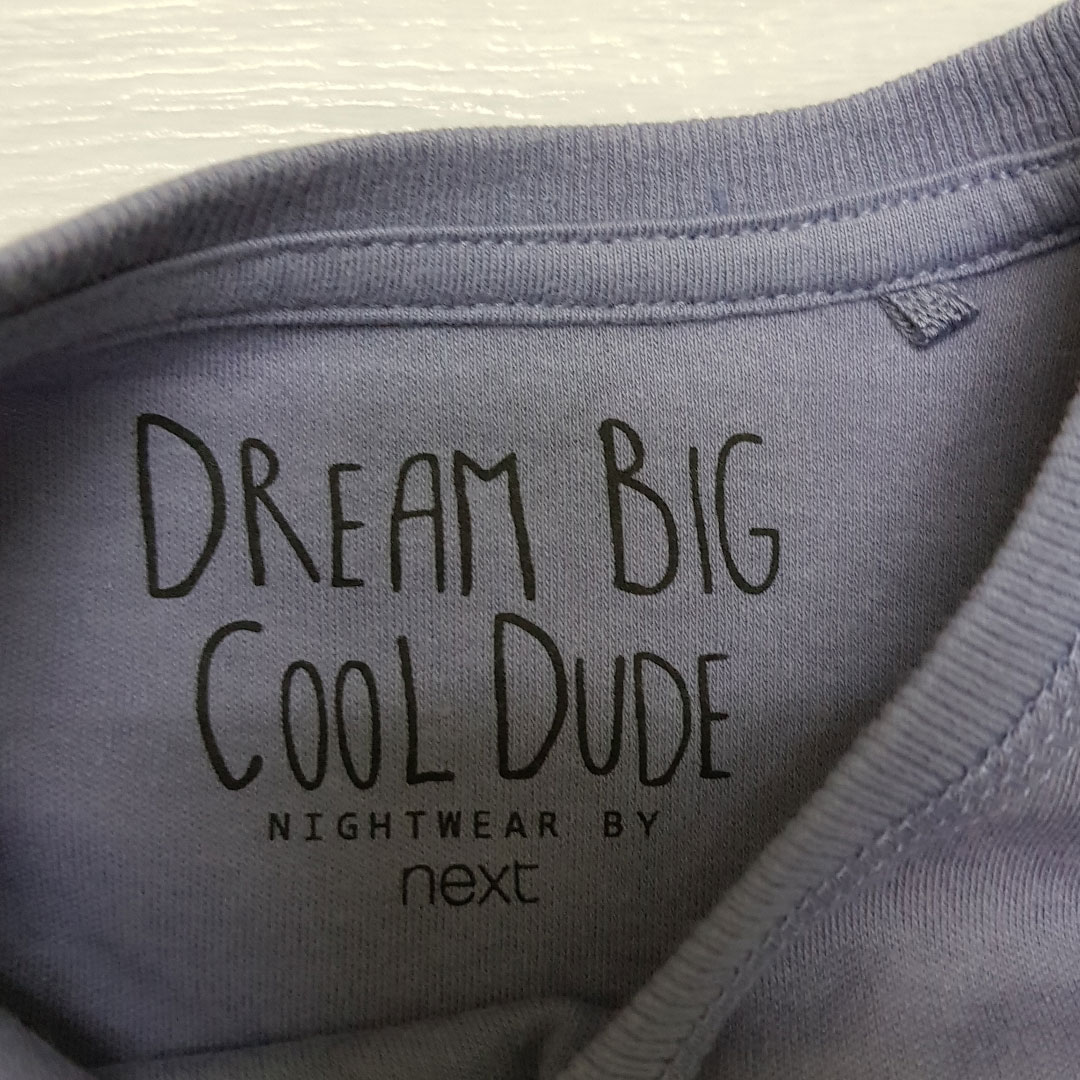 DREAM BIG
COOL DUDE
NIGHTWEAR BY
next